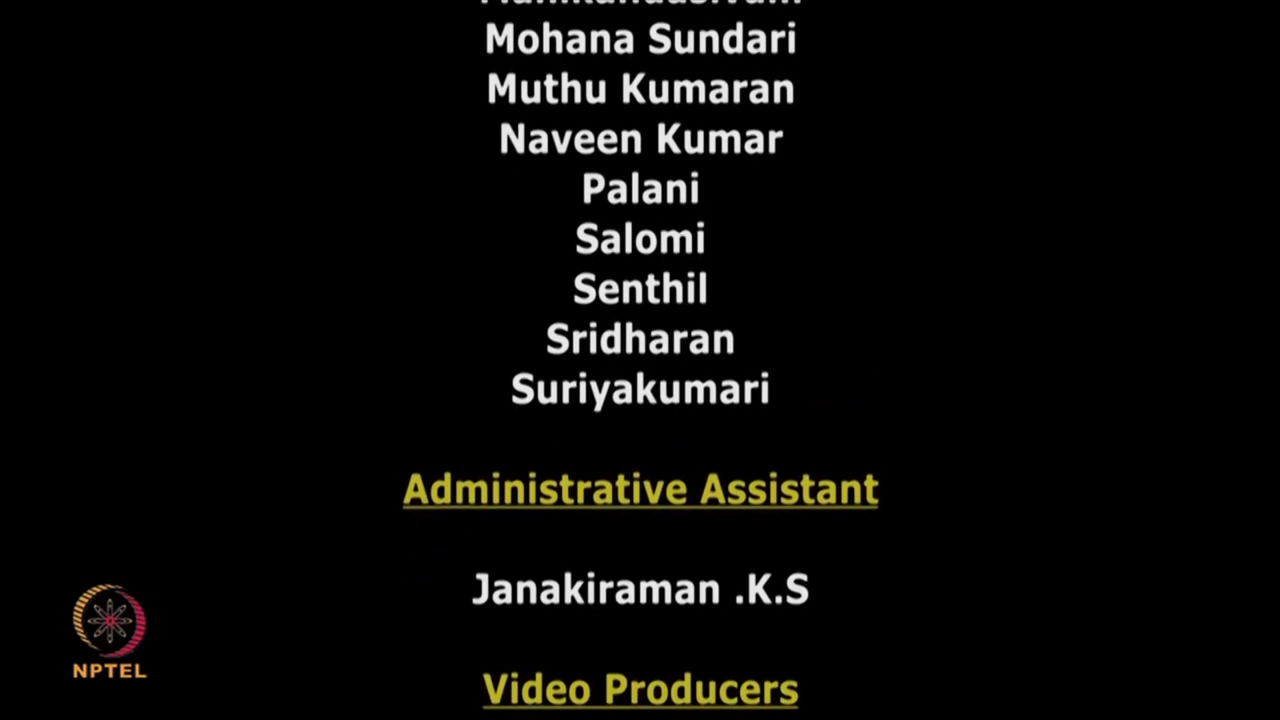 Mohana Sundari
Muthu Kumaran
Naveen Kumar
Palani
Salomi
Senthil
Sridharan
Suriyakumari
Administrative Assistant
Janakiraman .K.S
NPTEL
Video Producers